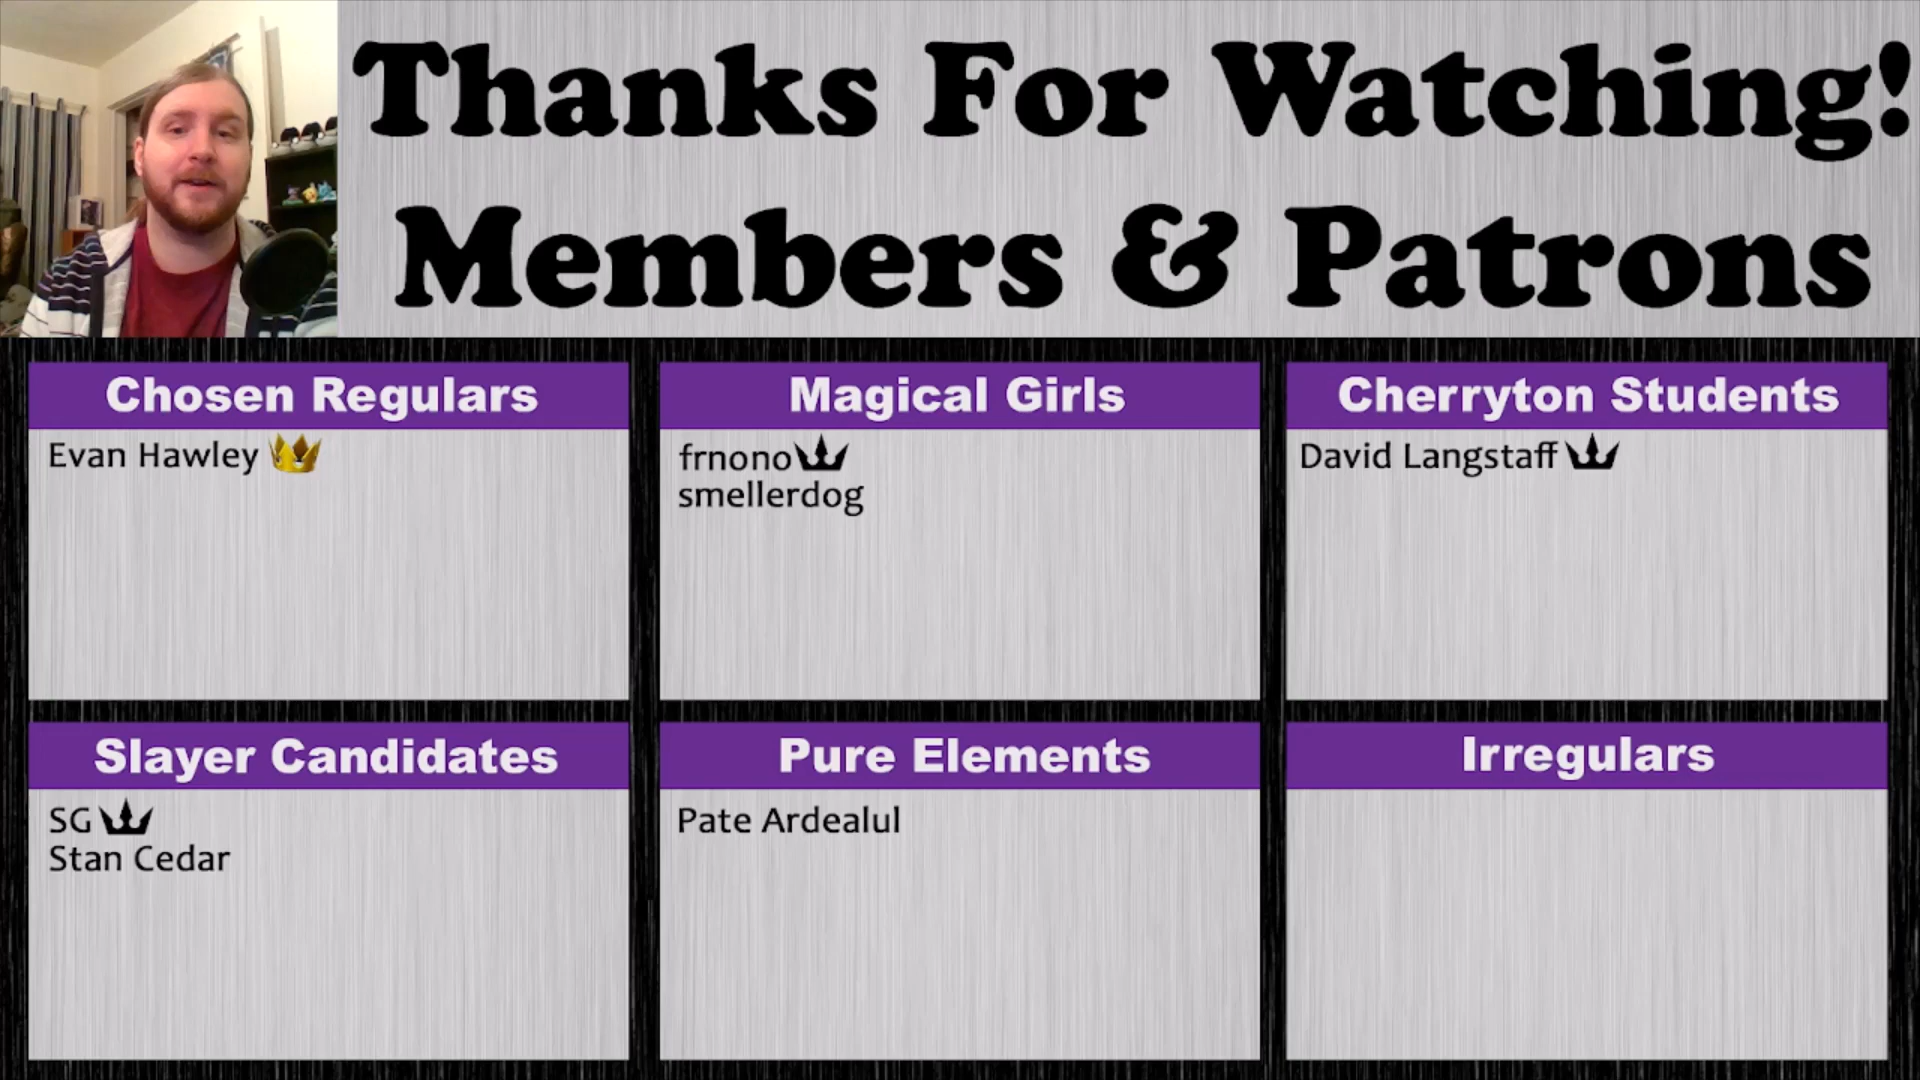 Thanks For Watching!
Members & Patrons
Chosen Regulars
Evan Hawley
Magical Girls
frnono
smellerdog
Cherryton Students
David Langstaff
Slayer Candidates
SG
Stan Cedar
Pure Elements
Pate Ardealul
Irregulars